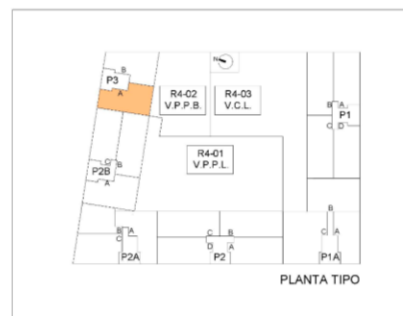 N
B
P3
A
R4-02
V.P.P.B.
R4-03
V.C.L.
B A
P1
C D
R4-01
V.P.P.L.
C B
P2B
A
B A
C
P2A
C B
D A
P2
B
C A
P1A
PLANTA TIPO